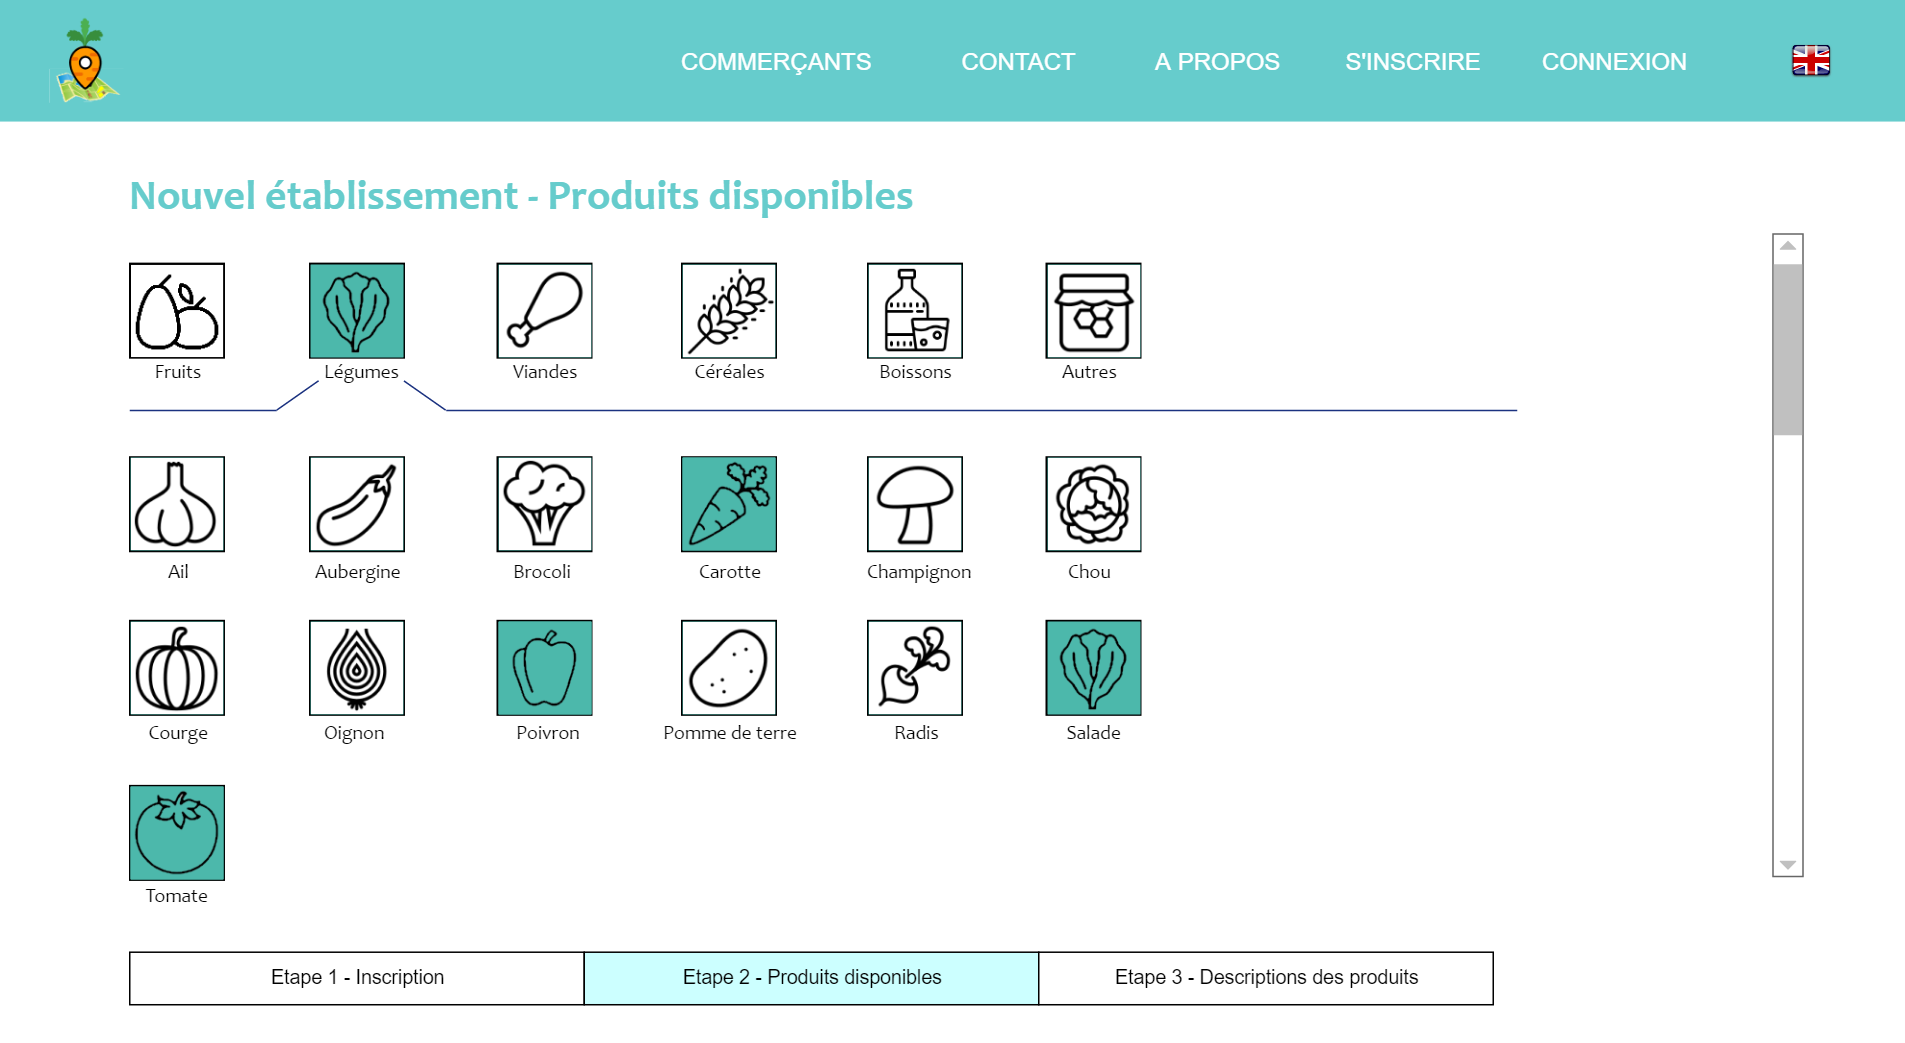 COMMERÇANTS CONTACT A PROPOS S'INSCRIRE CONNEXION
Nouvel établissement - Produits disponibles
Fruits Légumes Viandes Céréales Boissons Autres
Ail Aubergine Brocoli Carotte Champignon Chou
Courge Oignon Poivron Pomme de terre Radis Salade
Tomate
Etape 1 - Inscription Etape 2 - Produits disponibles Etape 3 - Descriptions des produits